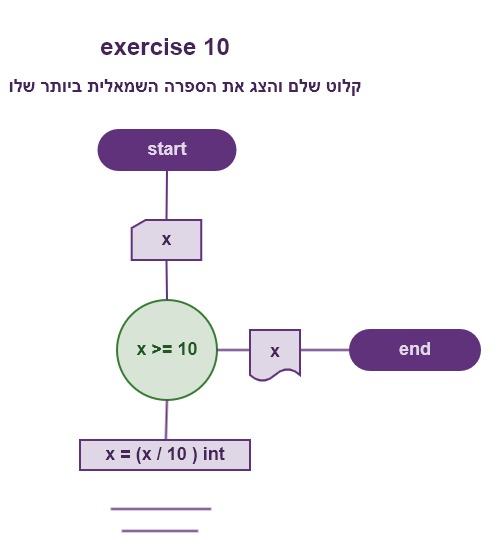 exercise 10
קלוט שלם והצג את הספרה השמאלית ביותר שלו
start
x
x >= 10
x
end
x = (x / 10 ) int